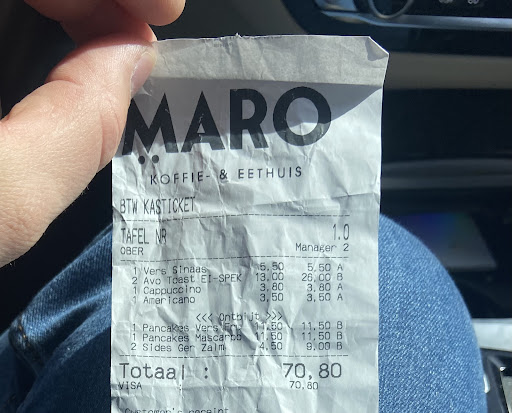 MARO
KOFFIE- & EETHUIS
BTW KASTICKET
TAFEL NR 1.0
OBER Manager 2
1 Vers Sinaas 5,50 5,50 A
2 Avo Toast EI-SPEK 13,00 26,00 B
1 Cappuccino 3,80 3,80 A
1 Americano 3,50 3,50 A
<<< Ontbijt >>>
1 Pancakes Vers Fr. 11,50 11,50 B
1 Pancakes Mascarpo 11,50 11,50 B
2 Sides Ger Zalm 4,50 9,00 B
Totaal : 70,80
VISA 70,80
Customer's receipt